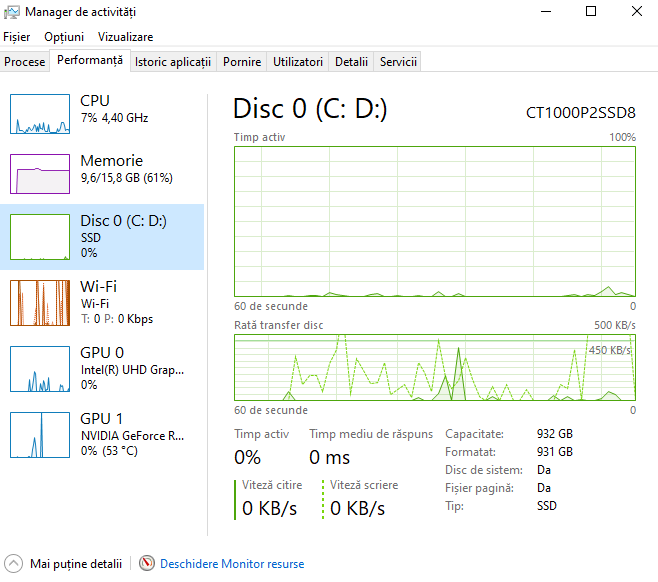 Manager de activități
Fișier Opțiuni Vizualizare
Procese Performanță Istoric aplicații Pornire Utilizatori Detalii Servicii
CPU
7% 4,40 GHz
Memorie
9,6/15,8 GB (61%)
Disc 0 (C: D:)
SSD
0%
Wi-Fi
Wi-Fi
T: 0 P: 0 Kbps
GPU 0
Intel(R) UHD Grap...
0%
GPU 1
NVIDIA GeForce R...
0% (53 °C)
Disc 0 (C: D:) CT1000P2SSD8
Timp activ 100%
60 de secunde 0
Rată transfer disc 500 KB/s
450 KB/s
60 de secunde 0
Timp activ Timp mediu de răspuns
0% 0 ms
Viteză citire Viteză scriere
0 KB/s 0 KB/s
Capacitate: 932 GB
Formatat: 931 GB
Disc de sistem: Da
Fișier pagină: Da
Tip: SSD
Mai puține detalii Deschidere Monitor resurse